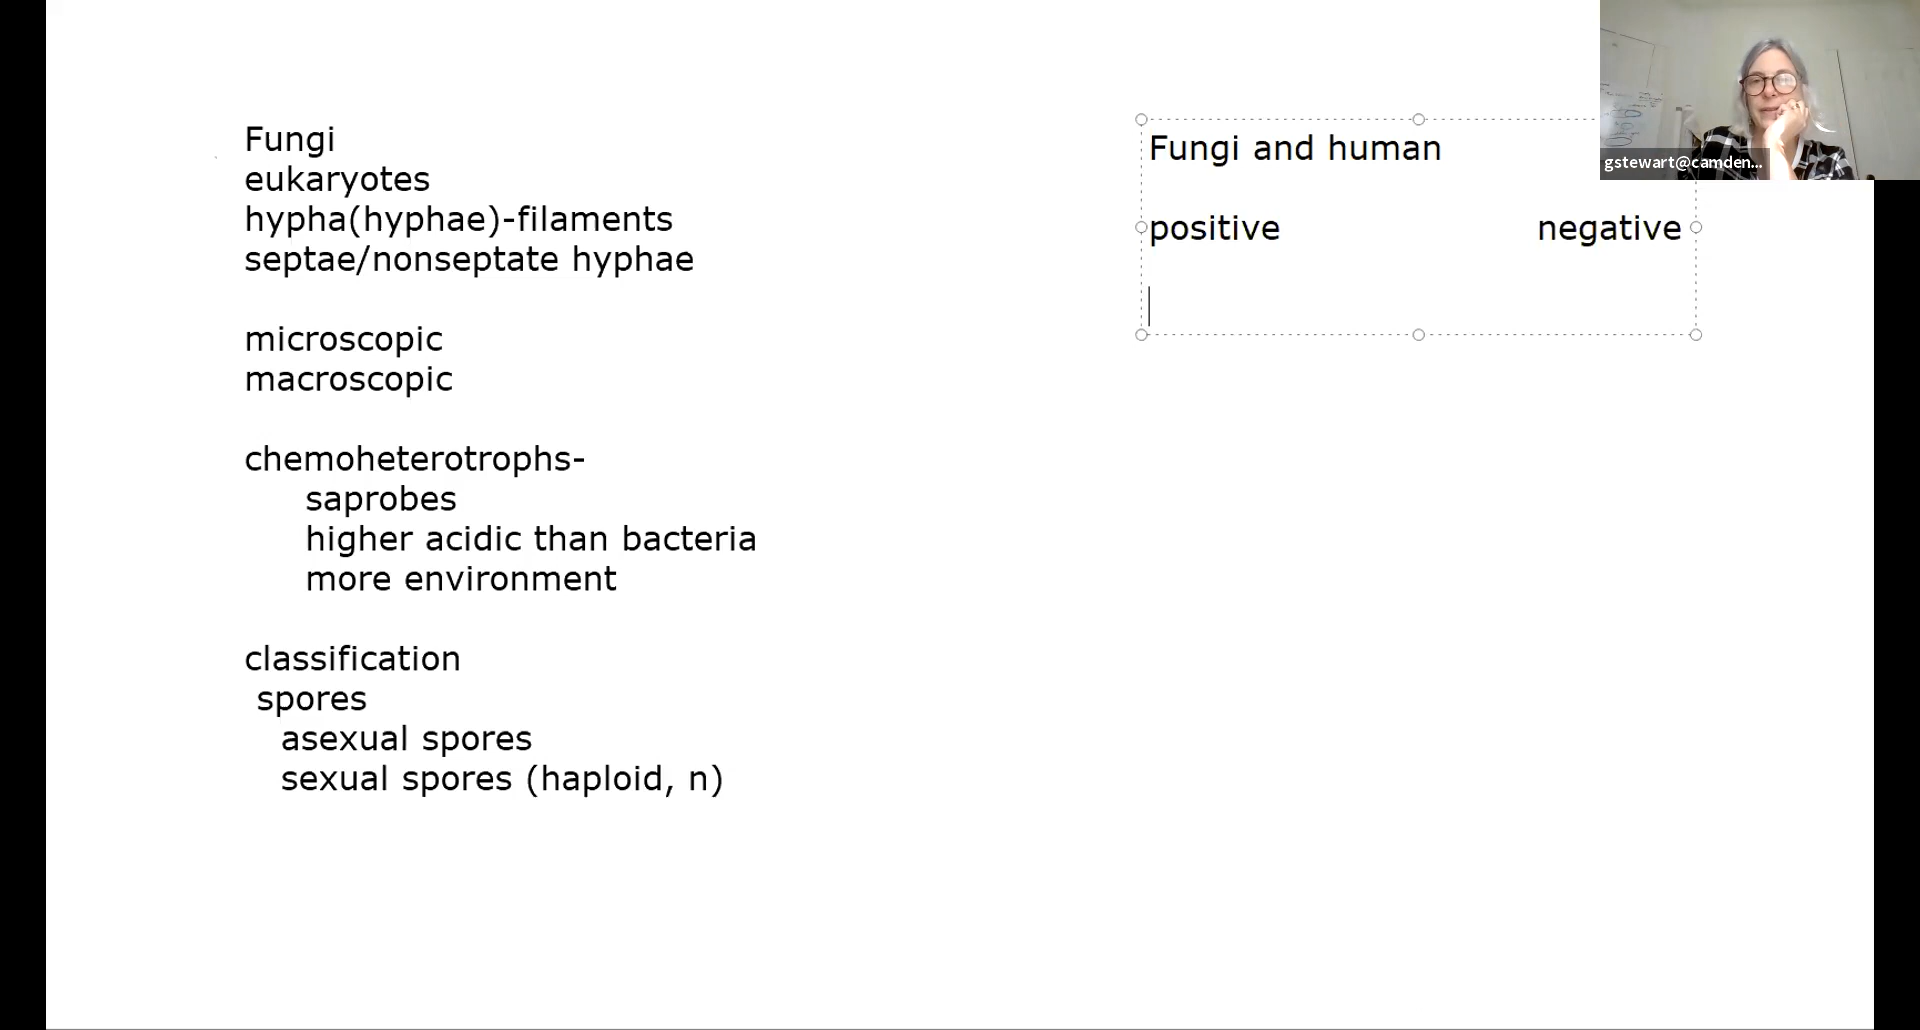 Fungi
eukaryotes
hypha(hyphae)-filaments
septae/nonseptate hyphae
microscopic
macroscopic
chemoheterotrophs-
saprobes
higher acidic than bacteria
more environment
classification
spores
asexual spores
sexual spores (haploid, n)
Fungi and human
positive negative
gstewart@camden...